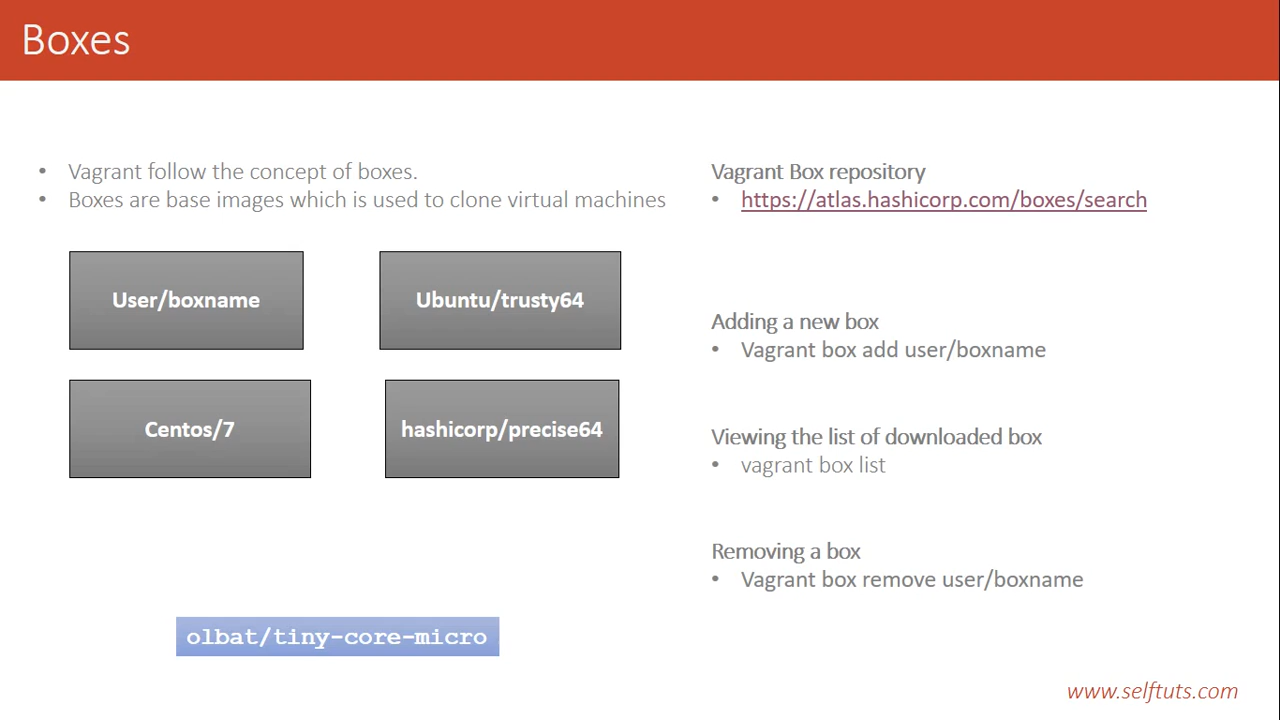 Boxes
• Vagrant follow the concept of boxes.
• Boxes are base images which is used to clone virtual machines
User/boxname
Ubuntu/trusty64
Centos/7
hashicorp/precise64
olbat/tiny-core-micro
Vagrant Box repository
• https://atlas.hashicorp.com/boxes/search
Adding a new box
• Vagrant box add user/boxname
Viewing the list of downloaded box
• vagrant box list
Removing a box
• Vagrant box remove user/boxname
www.selftuts.com